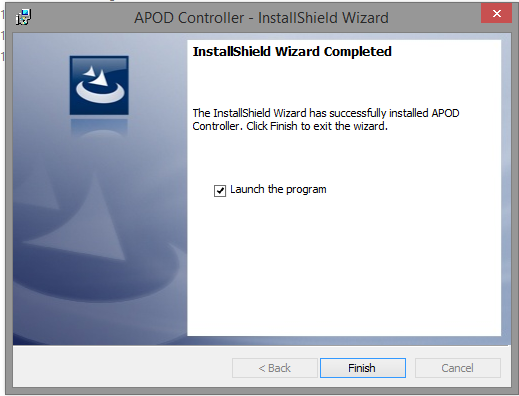 APOD Controller - InstallShield Wizard
InstallShield Wizard Completed
The InstallShield Wizard has successfully installed APOD
Controller. Click Finish to exit the wizard.
Launch the program
< Back
Finish
Cancel